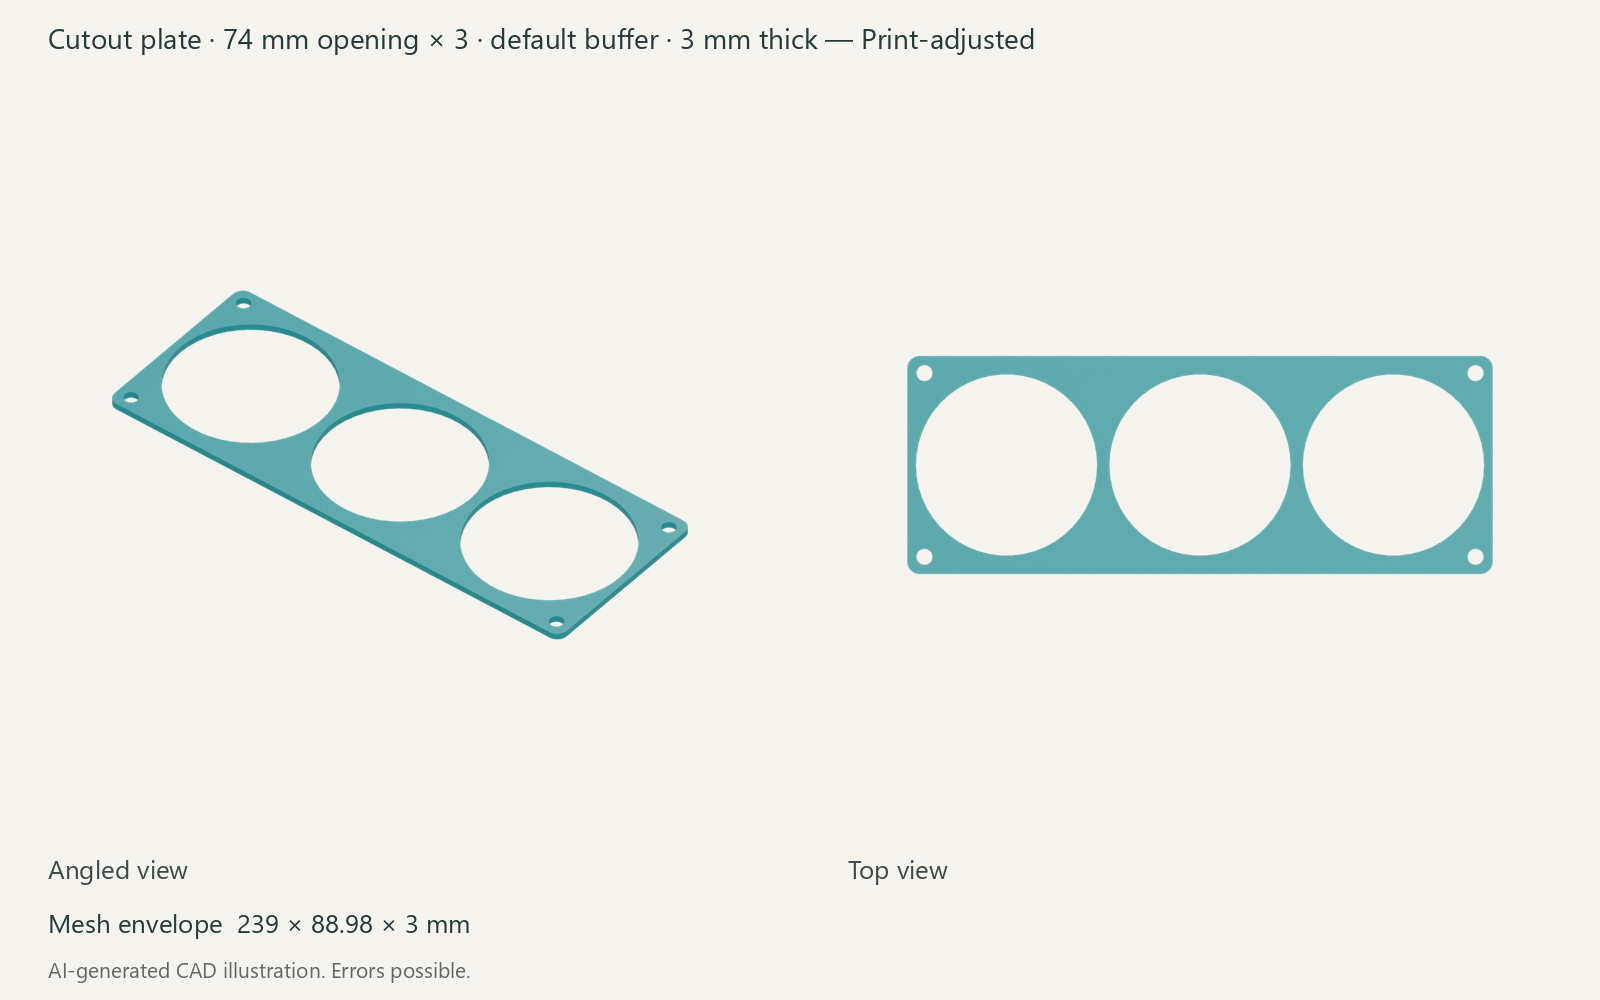 Cutout plate · 74 mm opening × 3 · default buffer · 3 mm thick — Print-adjusted
Angled view
Top view
Mesh envelope 239 × 88.98 × 3 mm
AI-generated CAD illustration. Errors possible.